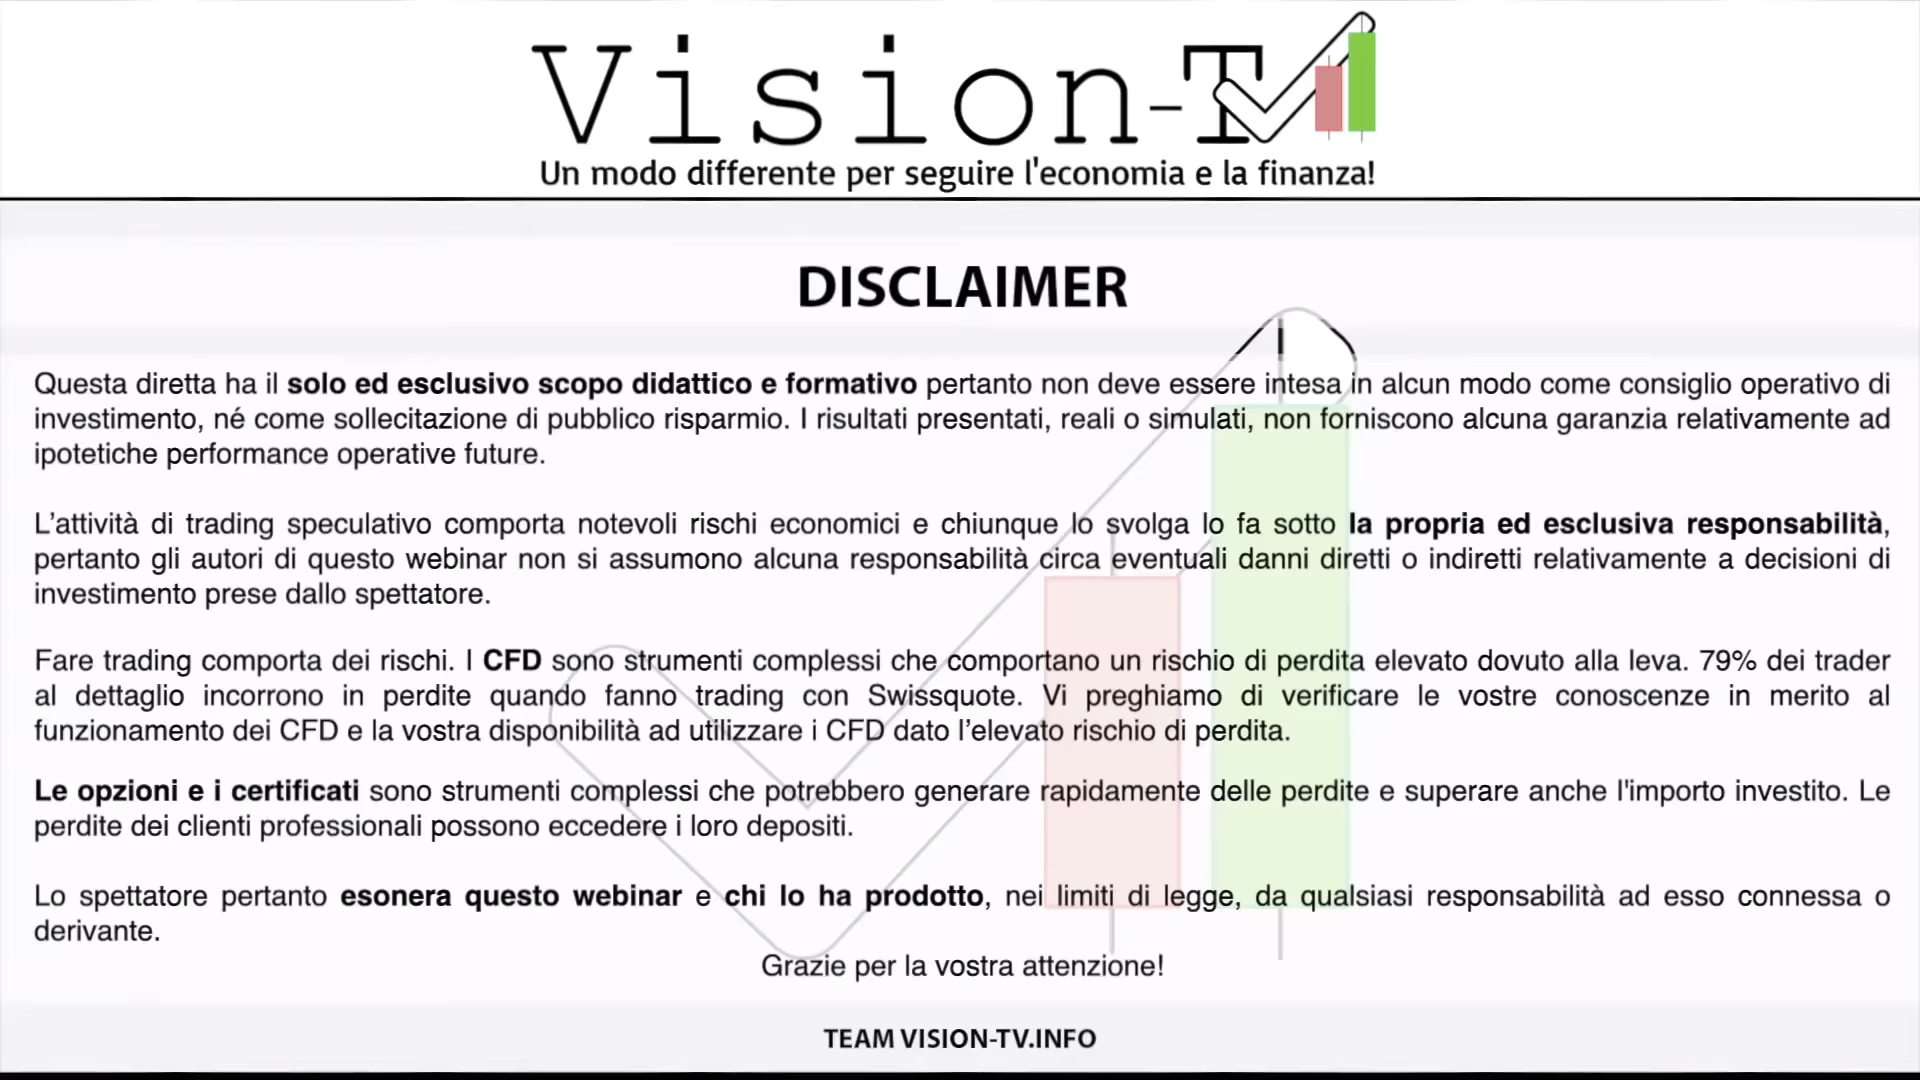 Vision-TV
Un modo differente per seguire l'economia e la finanza!
DISCLAIMER
Questa diretta ha il solo ed esclusivo scopo didattico e formativo pertanto non deve essere intesa in alcun modo come consiglio operativo di
investimento, né come sollecitazione di pubblico risparmio. I risultati presentati, reali o simulati, non forniscono alcuna garanzia relativamente ad
ipotetiche performance operative future.
L’attività di trading speculativo comporta notevoli rischi economici e chiunque lo svolga lo fa sotto la propria ed esclusiva responsabilità,
pertanto gli autori di questo webinar non si assumono alcuna responsabilità circa eventuali danni diretti o indiretti relativamente a decisioni di
investimento prese dallo spettatore.
Fare trading comporta dei rischi. I CFD sono strumenti complessi che comportano un rischio di perdita elevato dovuto alla leva. 79% dei trader
al dettaglio incorrono in perdite quando fanno trading con Swissquote. Vi preghiamo di verificare le vostre conoscenze in merito al
funzionamento dei CFD e la vostra disponibilità ad utilizzare i CFD dato l’elevato rischio di perdita.
Le opzioni e i certificati sono strumenti complessi che potrebbero generare rapidamente delle perdite e superare anche l'importo investito. Le
perdite dei clienti professionali possono eccedere i loro depositi.
Lo spettatore pertanto esonera questo webinar e chi lo ha prodotto, nei limiti di legge, da qualsiasi responsabilità ad esso connessa o
derivante.
Grazie per la vostra attenzione!
TEAM VISION-TV.INFO